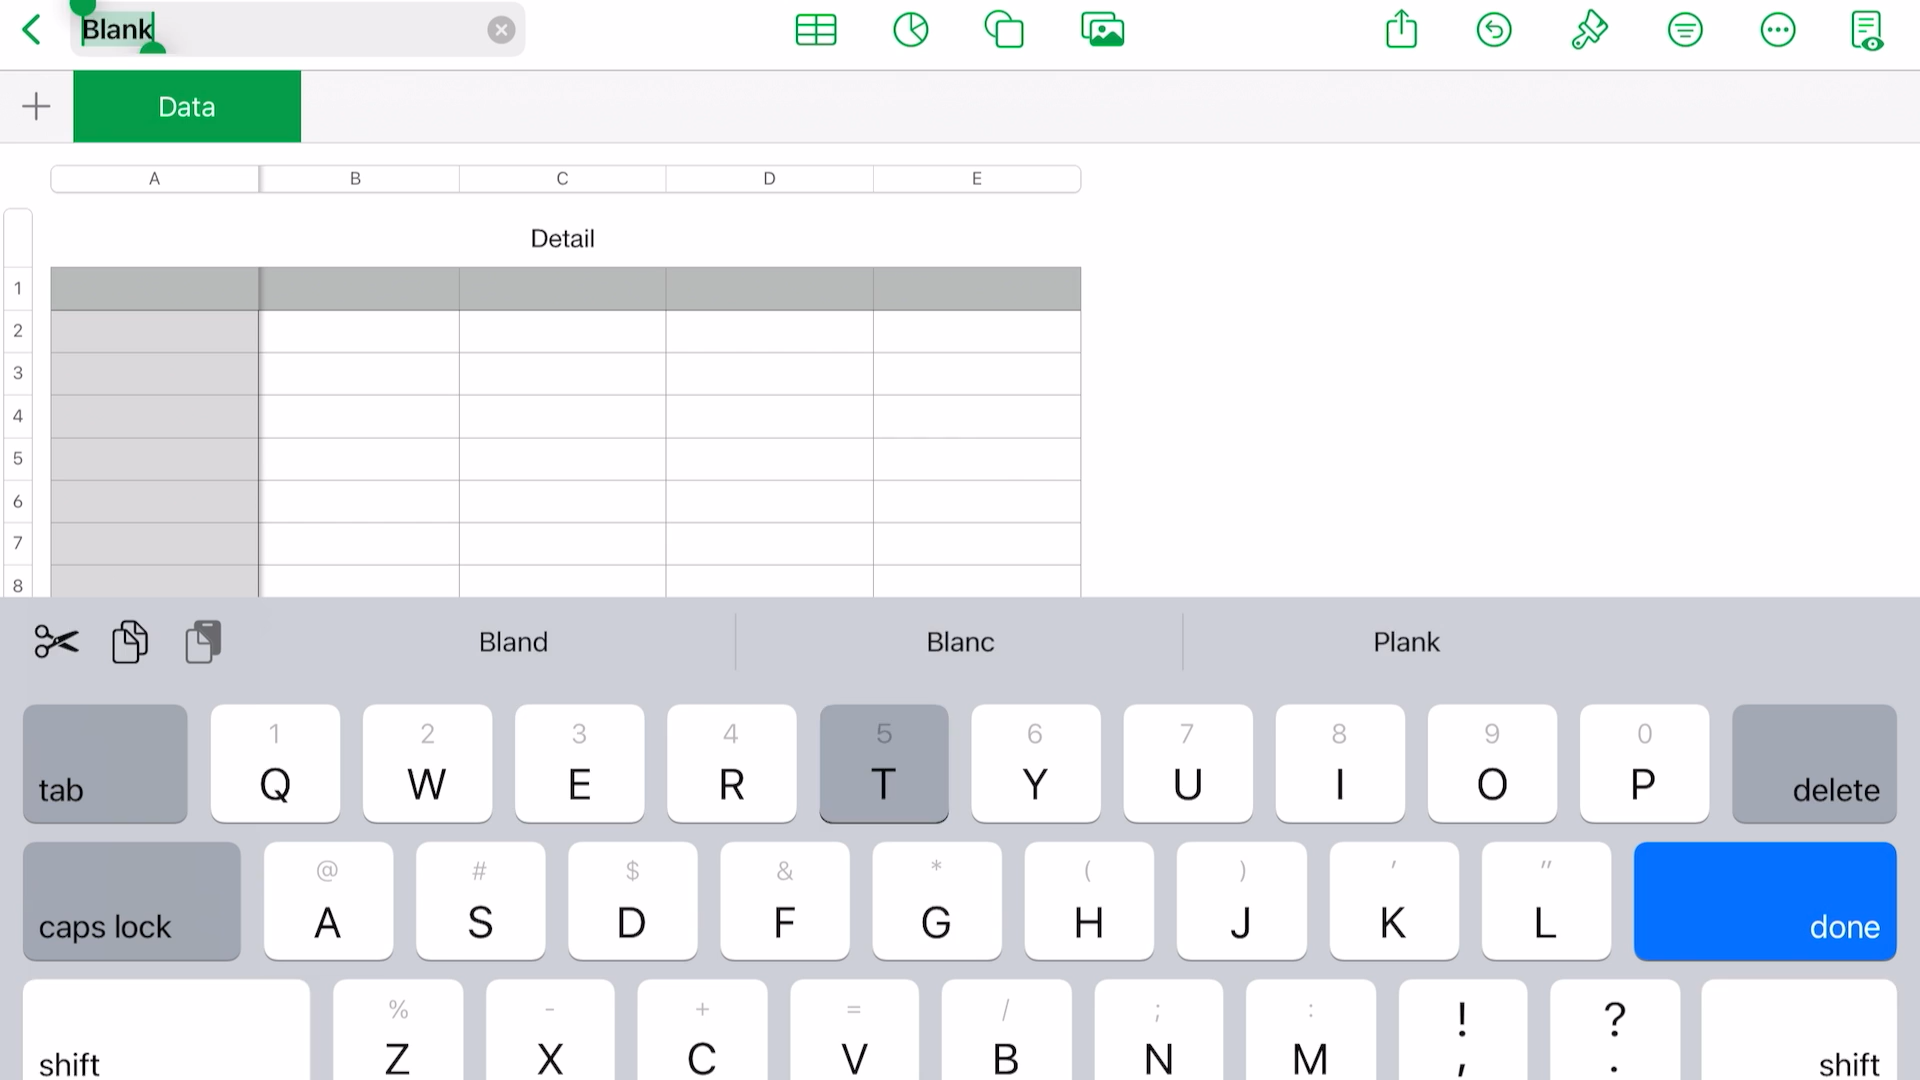 Blank
Data
A B C D E
Detail
1
2
3
4
5
6
7
8
Bland Blanc Plank
1 2 3 4 5 6 7 8 9 0
tab Q W E R T Y U I O P delete
@ # $ & * ( ) ' "
caps lock A S D F G H J K L done
% - + = / ; : ! ?
shift Z X C V B N M , . shift